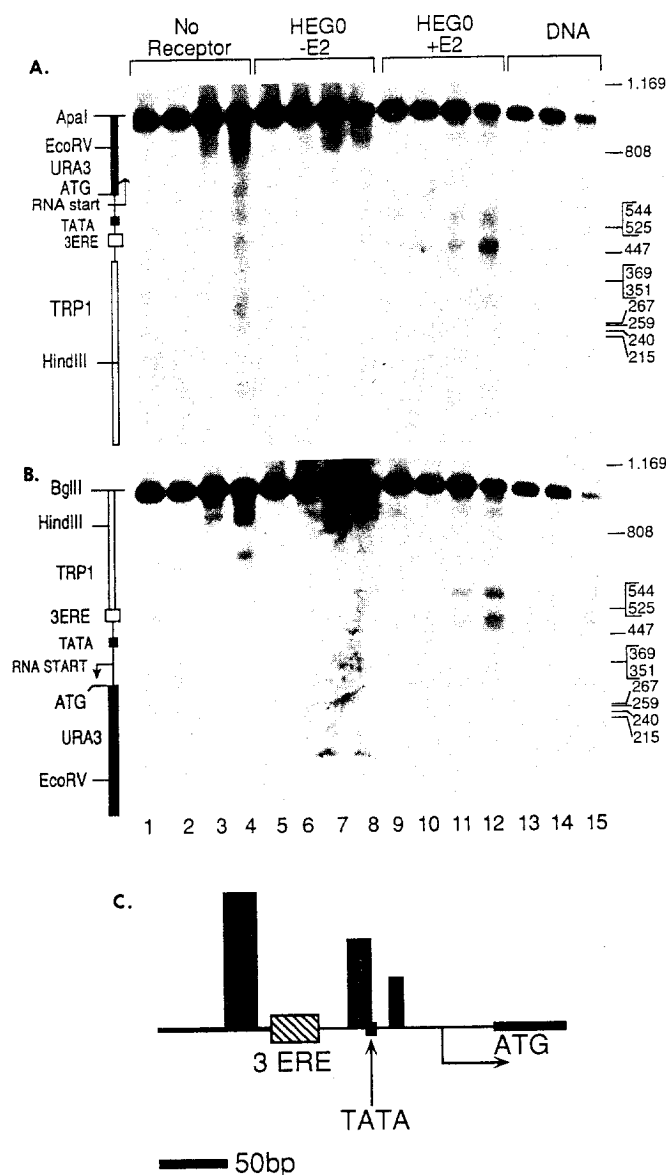 No
Receptor
HEG0
-E2
HEG0
+E2
DNA
A.
ApaI
EcoRV
URA3
ATG
RNA start
TATA
3ERE
TRP1
HindIII
1.169
808
544
525
447
369
351
267
259
240
215
B.
BglII
HindIII
TRP1
3ERE
TATA
RNA START
ATG
URA3
EcoRV
1.169
808
544
525
447
369
351
267
259
240
215
1 2 3 4 5 6 7 8 9 10 11 12 13 14 15
C.
3 ERE
ATG
TATA
50bp